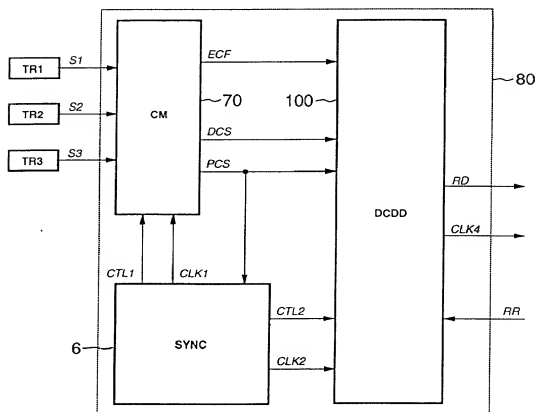 ECF
80
TR1
S1
70
100
TR2
S2
CM
DCS
TR3
S3
PCS
RD
DCDD
CLK4
CTL1
CLK1
CTL2
RR
6
SYNC
CLK2